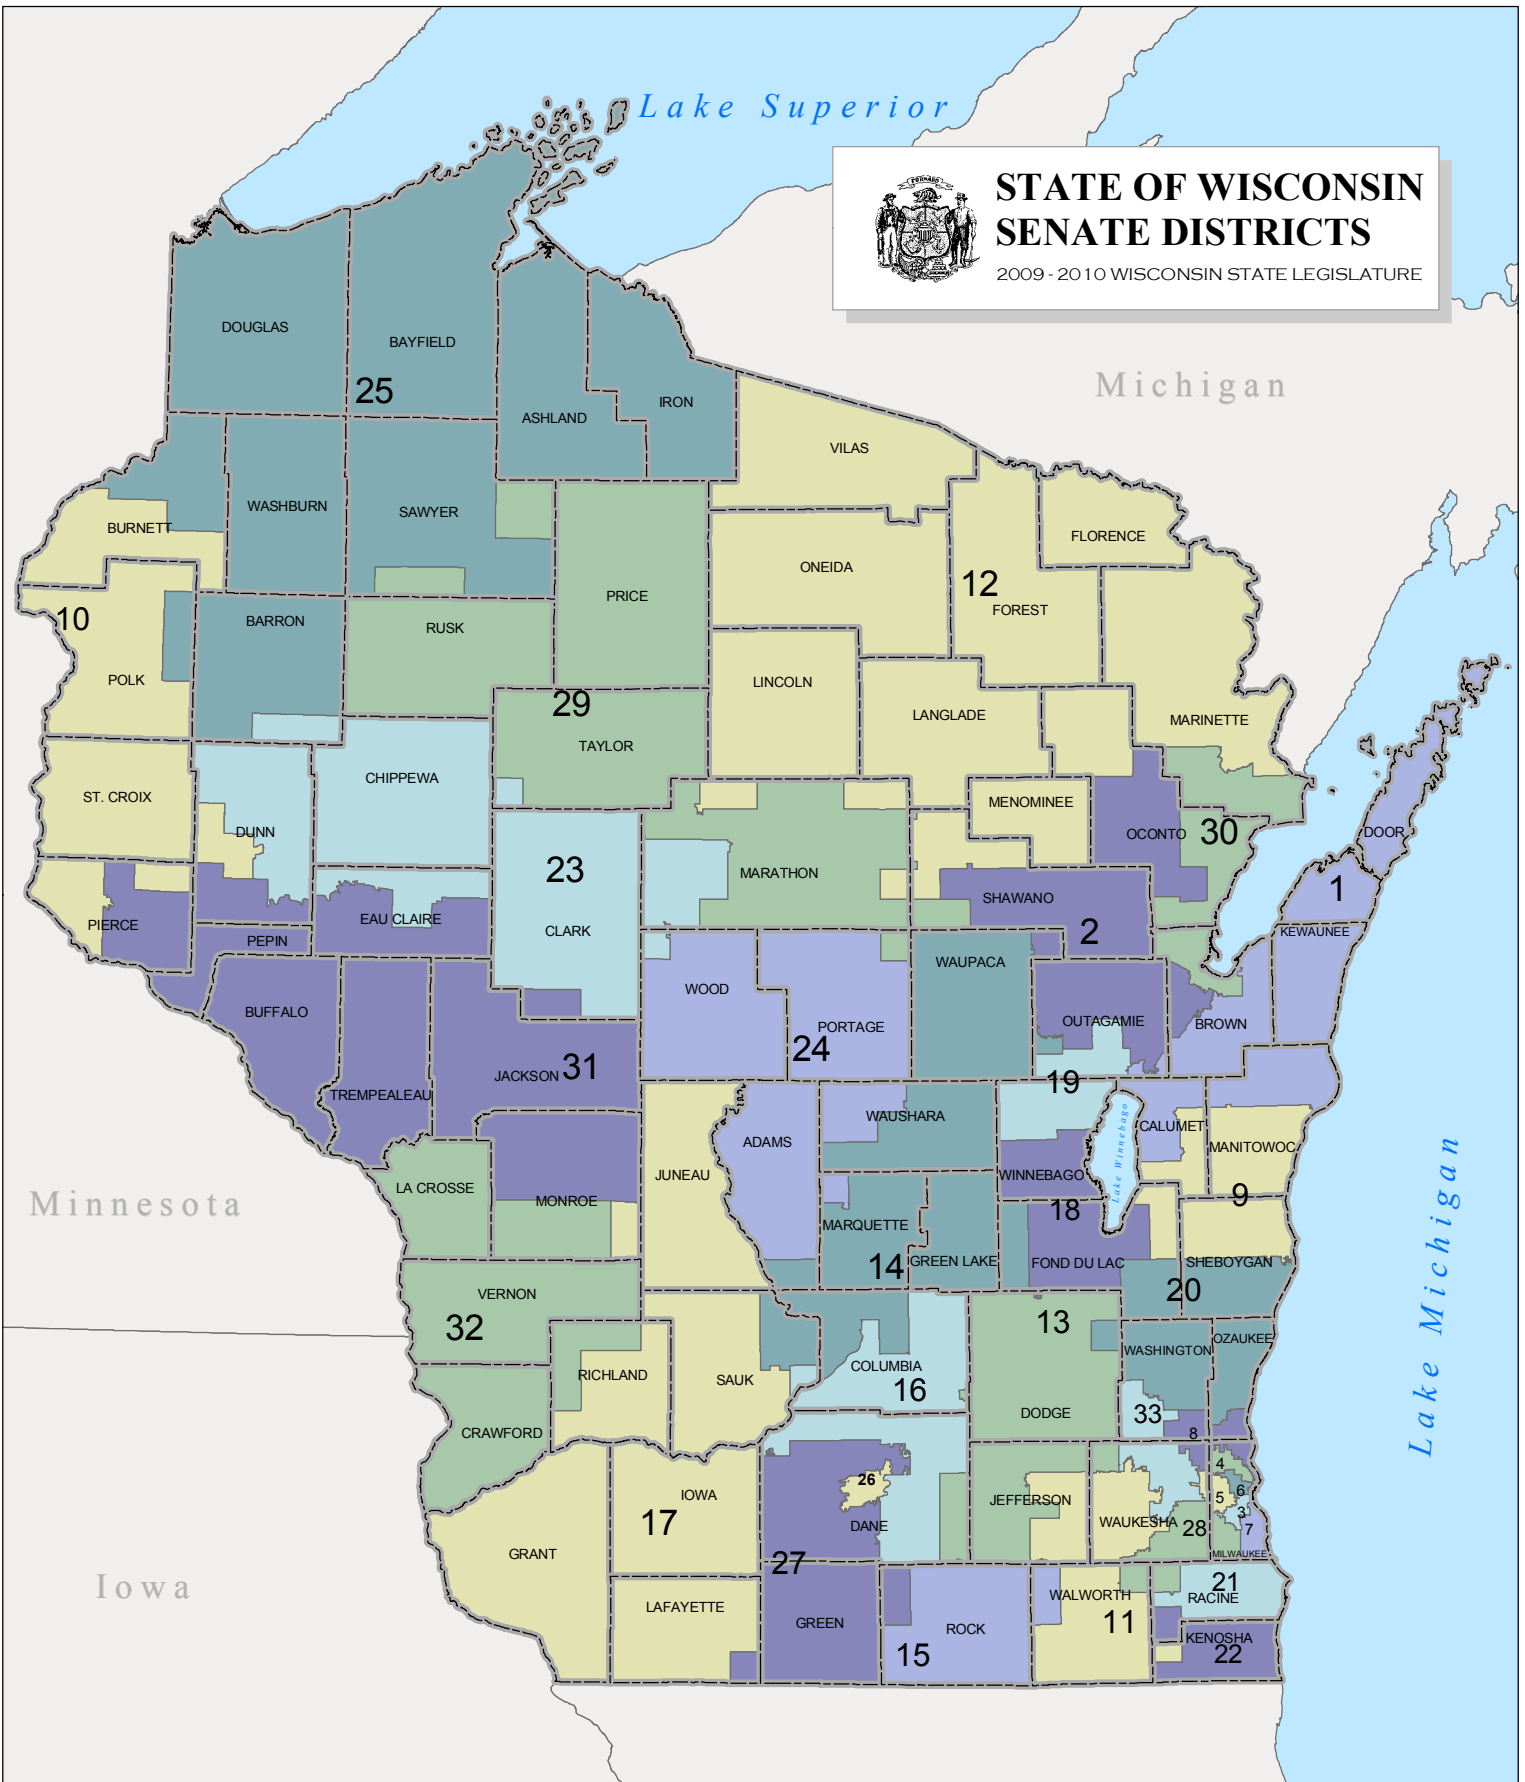 Lake Superior
FORWARD
STATE OF WISCONSIN
SENATE DISTRICTS
2009 - 2010 WISCONSIN STATE LEGISLATURE
Michigan
DOUGLAS
BAYFIELD
25
ASHLAND
IRON
VILAS
BURNETT
WASHBURN
SAWYER
FLORENCE
ONEIDA
12
FOREST
10
BARRON
RUSK
PRICE
POLK
LINCOLN
29
LANGLADE
MARINETTE
TAYLOR
ST. CROIX
CHIPPEWA
MENOMINEE
DUNN
OCONTO
30
DOOR
23
MARATHON
1
PIERCE
EAU CLAIRE
CLARK
SHAWANO
2
KEWAUNEE
PEPIN
WAUPACA
WOOD
BUFFALO
PORTAGE
24
OUTAGAMIE
BROWN
JACKSON
31
19
TREMPEALEAU
WAUSHARA
Lake Winnebago
CALUMET
ADAMS
MANITOWOC
JUNEAU
WINNEBAGO
LA CROSSE
MONROE
9
Minnesota
MARQUETTE
18
Lake Michigan
14
GREEN LAKE
FOND DU LAC
SHEBOYGAN
20
VERNON
32
13
OZAUKEE
WASHINGTON
RICHLAND
SAUK
COLUMBIA
16
DODGE
33
CRAWFORD
8
4
26
IOWA
17
DANE
JEFFERSON
WAUKESHA
28
5
6
3
7
GRANT
MILWAUKEE
27
Iowa
LAFAYETTE
GREEN
ROCK
15
WALWORTH
11
21
RACINE
KENOSHA
22